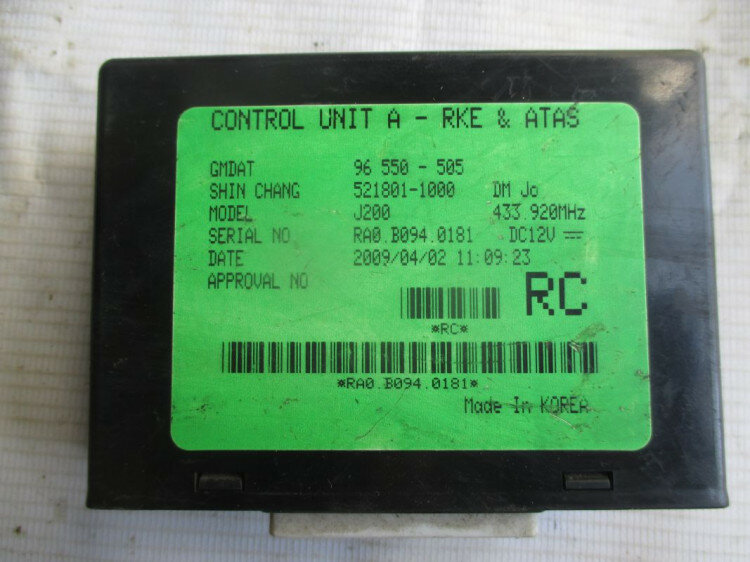 CONTROL UNIT A - RKE & ATAS
GMDAT 96 550 - 505
SHIN CHANG 521801-1000 DM Jo
MODEL J200 433.920MHz
SERIAL NO RA0.B094.0181 DC12V
DATE 2009/04/02 11:09:23
APPROVAL NO
RC
*RC*
*RA0.B094.0181*
Made In KOREA